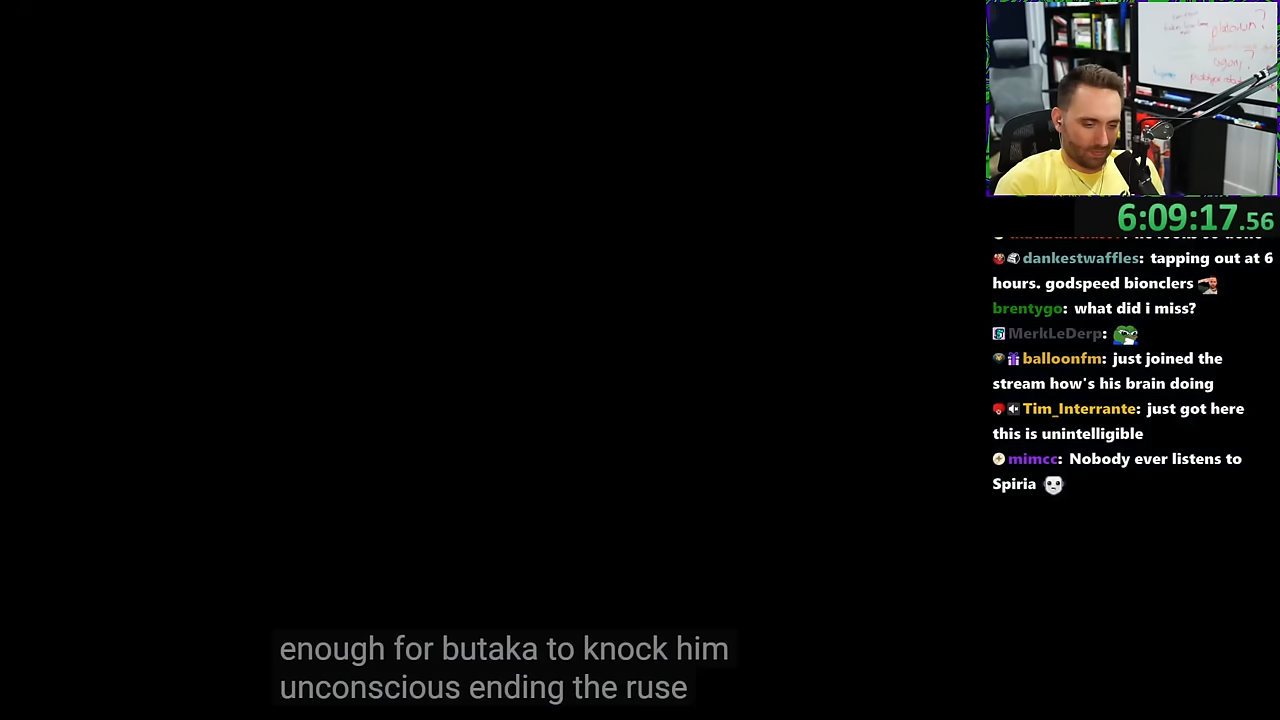 platown?
agony?
6:09:17.56
dankestwaffles: tapping out at 6
hours. godspeed bionclers
brentygo: what did i miss?
MerkLeDerp:
balloonfm: just joined the
stream how's his brain doing
Tim_Interrante: just got here
this is unintelligible
mimcc: Nobody ever listens to
Spiria
enough for butaka to knock him
unconscious ending the ruse